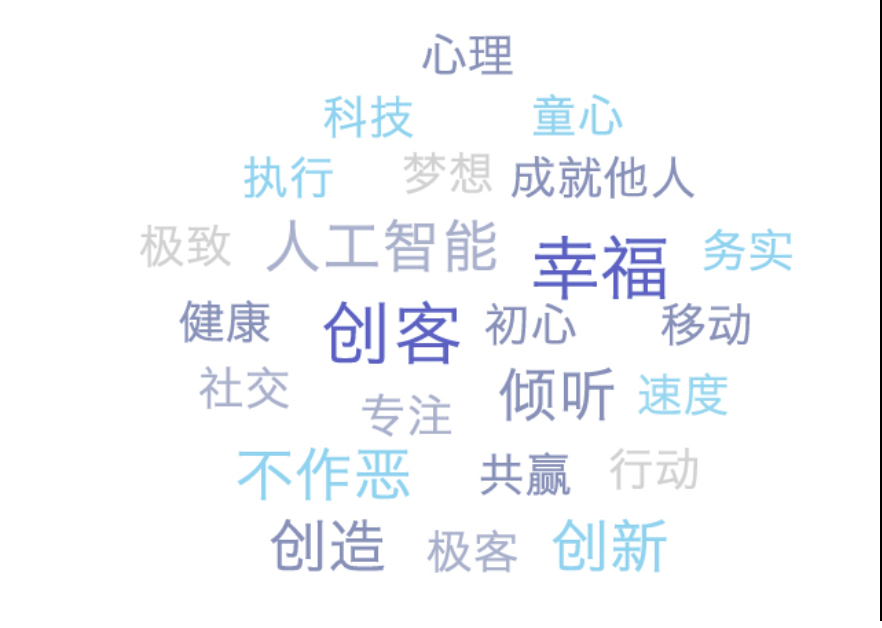 心理
科技 童心
执行 梦想 成就他人
极致 人工智能 幸福 务实
健康 创客 初心 移动
社交 专注 倾听 速度
不作恶 共赢 行动
创造 极客 创新